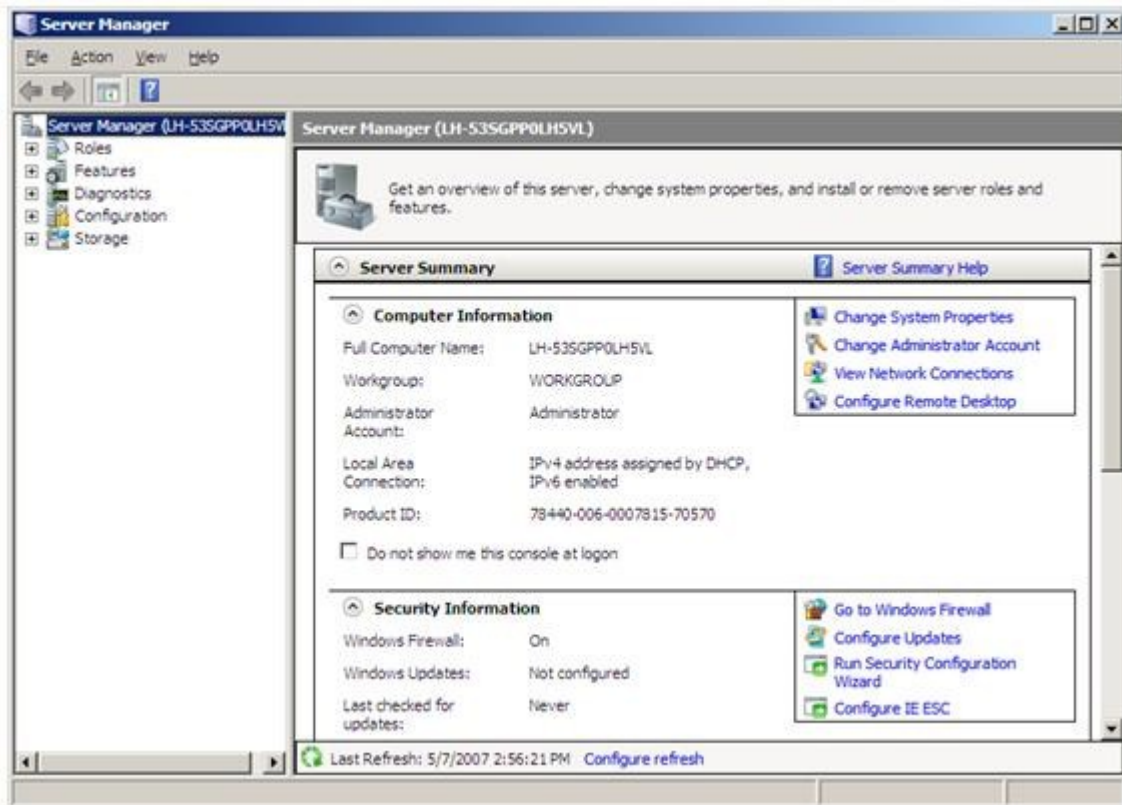 Server Manager
File Action View Help
Server Manager (LH-53SGPP0LH5VL
Roles
Features
Diagnostics
Configuration
Storage
Server Manager (LH-53SGPP0LH5VL)
Get an overview of this server, change system properties, and install or remove server roles and
features.
Server Summary
Server Summary Help
Computer Information
Full Computer Name: LH-53SGPP0LH5VL
Workgroup: WORKGROUP
Administrator
Account:
Administrator
Local Area
Connection:
IPv4 address assigned by DHCP,
IPv6 enabled
Product ID: 78440-006-0007815-70570
Do not show me this console at logon
Change System Properties
Change Administrator Account
View Network Connections
Configure Remote Desktop
Security Information
Windows Firewall: On
Windows Updates: Not configured
Last checked for
updates:
Never
Go to Windows Firewall
Configure Updates
Run Security Configuration
Wizard
Configure IE ESC
Last Refresh: 5/7/2007 2:56:21 PM Configure refresh